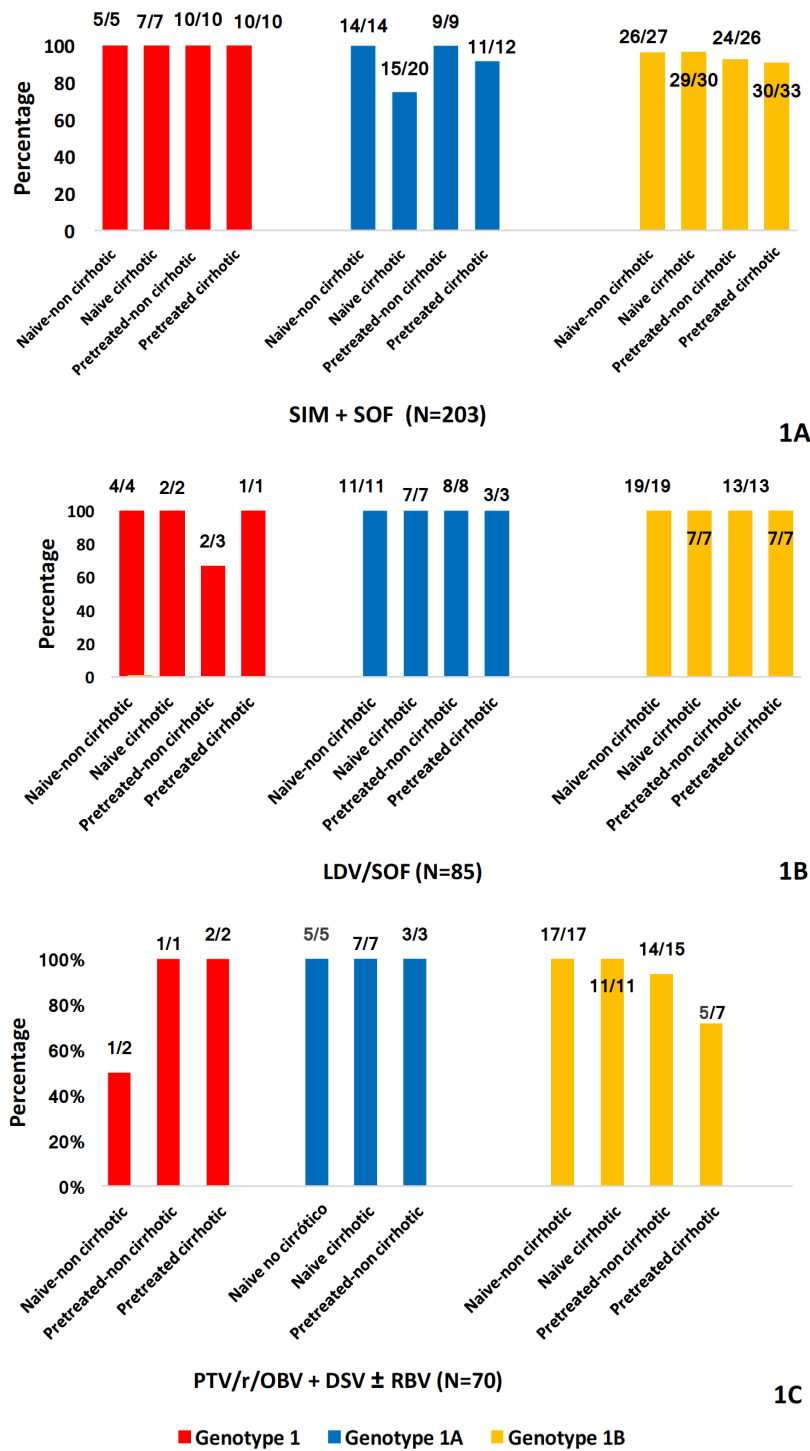 5/5 7/7 10/10 10/10 14/14 15/20 9/9 11/12 26/27 29/30 24/26 30/33
Percentage
100
80
60
40
20
0
Naive-non cirrhotic
Naive cirrhotic
Pretreated-non cirrhotic
Pretreated cirrhotic
Naive-non cirrhotic
Naive cirrhotic
Pretreated-non cirrhotic
Pretreated cirrhotic
Naive-non cirrhotic
Naive cirrhotic
Pretreated-non cirrhotic
Pretreated cirrhotic
SIM + SOF (N=203)
1A
4/4 2/2 2/3 1/1 11/11 7/7 8/8 3/3 19/19 7/7 13/13 7/7
Percentage
100
80
60
40
20
0
Naive-non cirrhotic
Naive cirrhotic
Pretreated-non cirrhotic
Pretreated cirrhotic
Naive-non cirrhotic
Naive cirrhotic
Pretreated-non cirrhotic
Pretreated cirrhotic
Naive-non cirrhotic
Naive cirrhotic
Pretreated-non cirrhotic
Pretreated cirrhotic
LDV/SOF (N=85)
1B
1/2 1/1 2/2 5/5 7/7 3/3 17/17 11/11 14/15 5/7
Percentage
100%
80%
60%
40%
20%
0%
Naive-non cirrhotic
Pretreated-non cirrhotic
Pretreated cirrhotic
Naive no cirrótico
Naive cirrhotic
Pretreated-non cirrhotic
Naive-non cirrhotic
Naive cirrhotic
Pretreated-non cirrhotic
Pretreated cirrhotic
PTV/r/OBV + DSV ± RBV (N=70)
1C
Genotype 1 Genotype 1A Genotype 1B